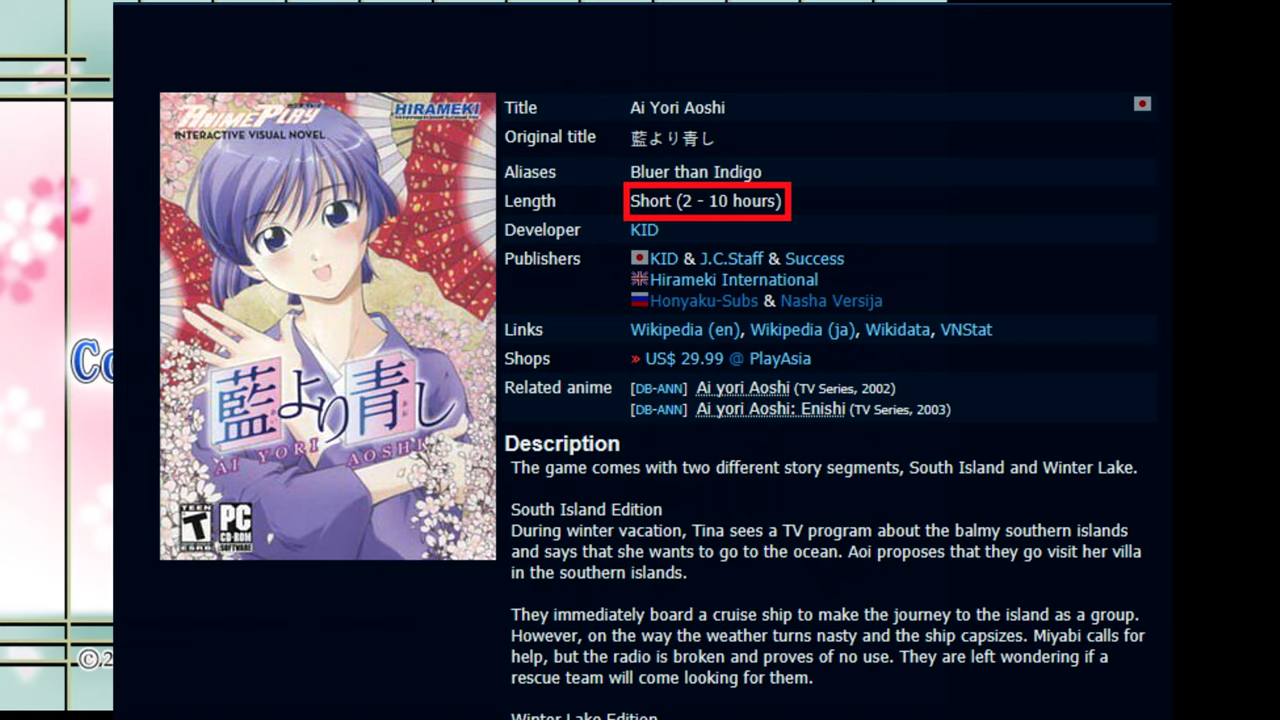 Co
©2
ANIMEPLAY
INTERACTIVE VISUAL NOVEL
HIRAMEKI
藍より青し
AI YORI AOSHI
TEEN
T
ESRB
PC
CD-ROM
SOFTWARE
Title Ai Yori Aoshi
Original title 藍より青し
Aliases Bluer than Indigo
Length Short (2 - 10 hours)
Developer KID
Publishers KID & J.C.Staff & Success
Hirameki International
Honyaku-Subs & Nasha Versija
Links Wikipedia (en), Wikipedia (ja), Wikidata, VNStat
Shops » US$ 29.99 @ PlayAsia
Related anime [DB-ANN] Ai yori Aoshi (TV Series, 2002)
[DB-ANN] Ai yori Aoshi: Enishi (TV Series, 2003)
Description
The game comes with two different story segments, South Island and Winter Lake.
South Island Edition
During winter vacation, Tina sees a TV program about the balmy southern islands
and says that she wants to go to the ocean. Aoi proposes that they go visit her villa
in the southern islands.
They immediately board a cruise ship to make the journey to the island as a group.
However, on the way the weather turns nasty and the ship capsizes. Miyabi calls for
help, but the radio is broken and proves of no use. They are left wondering if a
rescue team will come looking for them.
Winter Lake Edition